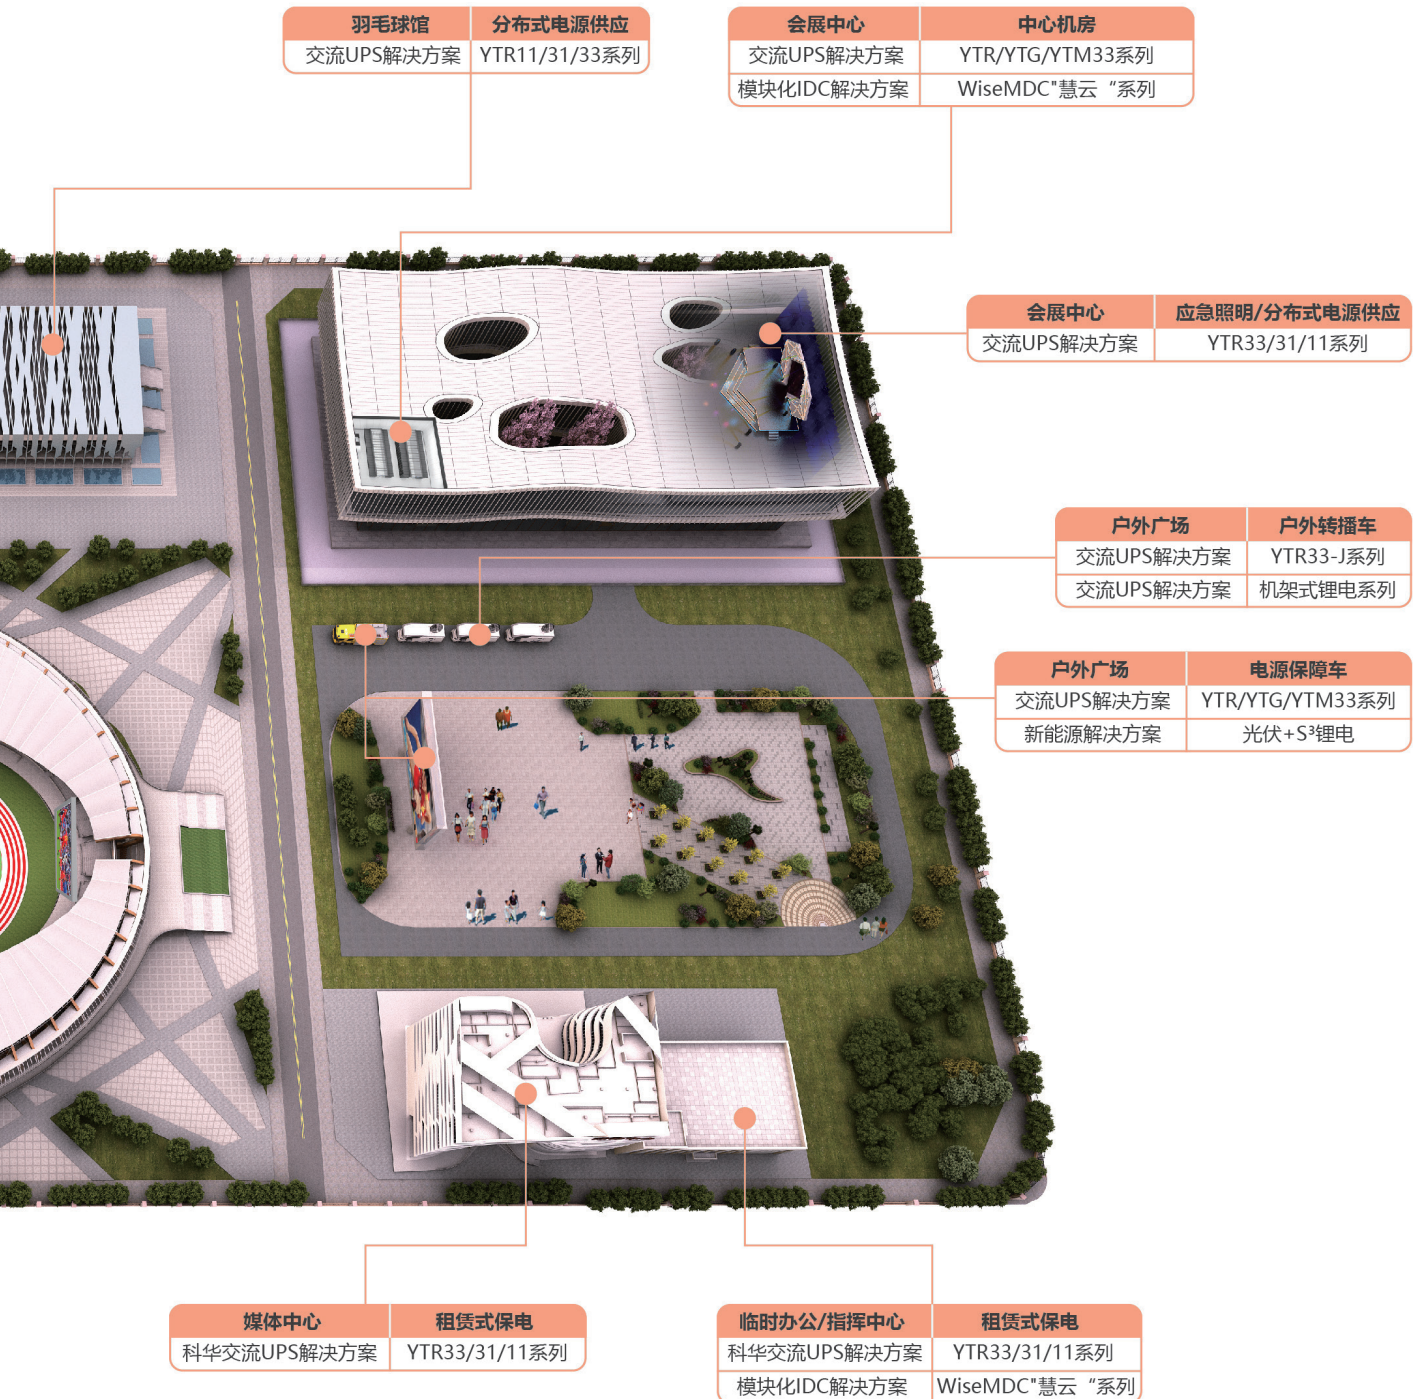 羽毛球馆 分布式电源供应
交流UPS解决方案 YTR11/31/33系列
会展中心 中心机房
交流UPS解决方案 YTR/YTG/YTM33系列
模块化IDC解决方案 WiseMDC"慧云“系列
会展中心 应急照明/分布式电源供应
交流UPS解决方案 YTR33/31/11系列
户外广场 户外转播车
交流UPS解决方案 YTR33-J系列
交流UPS解决方案 机架式锂电系列
户外广场 电源保障车
交流UPS解决方案 YTR/YTG/YTM33系列
新能源解决方案 光伏+S³锂电
媒体中心 租赁式保电
科华交流UPS解决方案 YTR33/31/11系列
临时办公/指挥中心 租赁式保电
科华交流UPS解决方案 YTR33/31/11系列
模块化IDC解决方案 WiseMDC"慧云“系列